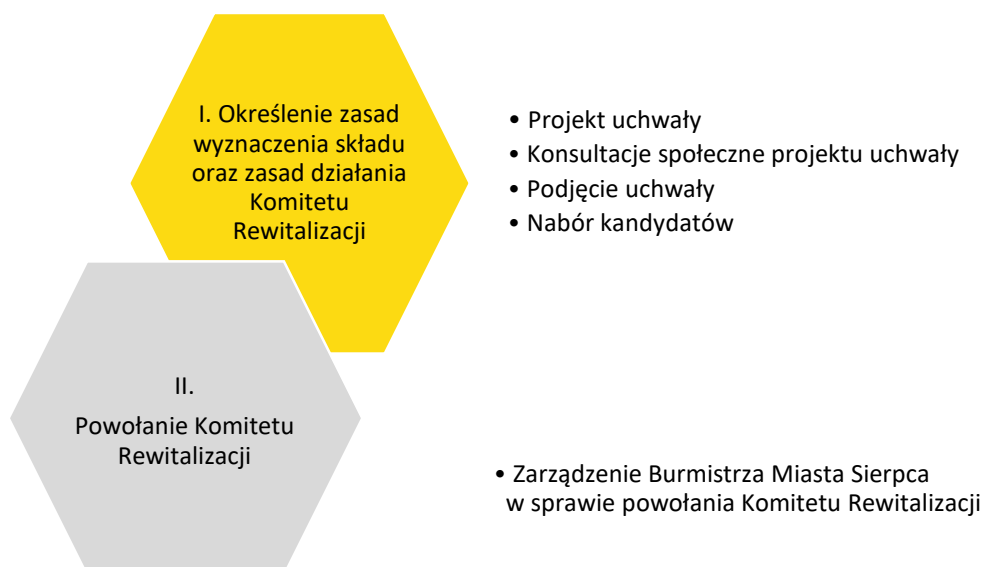 I. Określenie zasad
wyznaczenia składu
oraz zasad działania
Komitetu
Rewitalizacji
• Projekt uchwały
• Konsultacje społeczne projektu uchwały
• Podjęcie uchwały
• Nabór kandydatów
II.
Powołanie Komitetu
Rewitalizacji
• Zarządzenie Burmistrza Miasta Sierpca
w sprawie powołania Komitetu Rewitalizacji